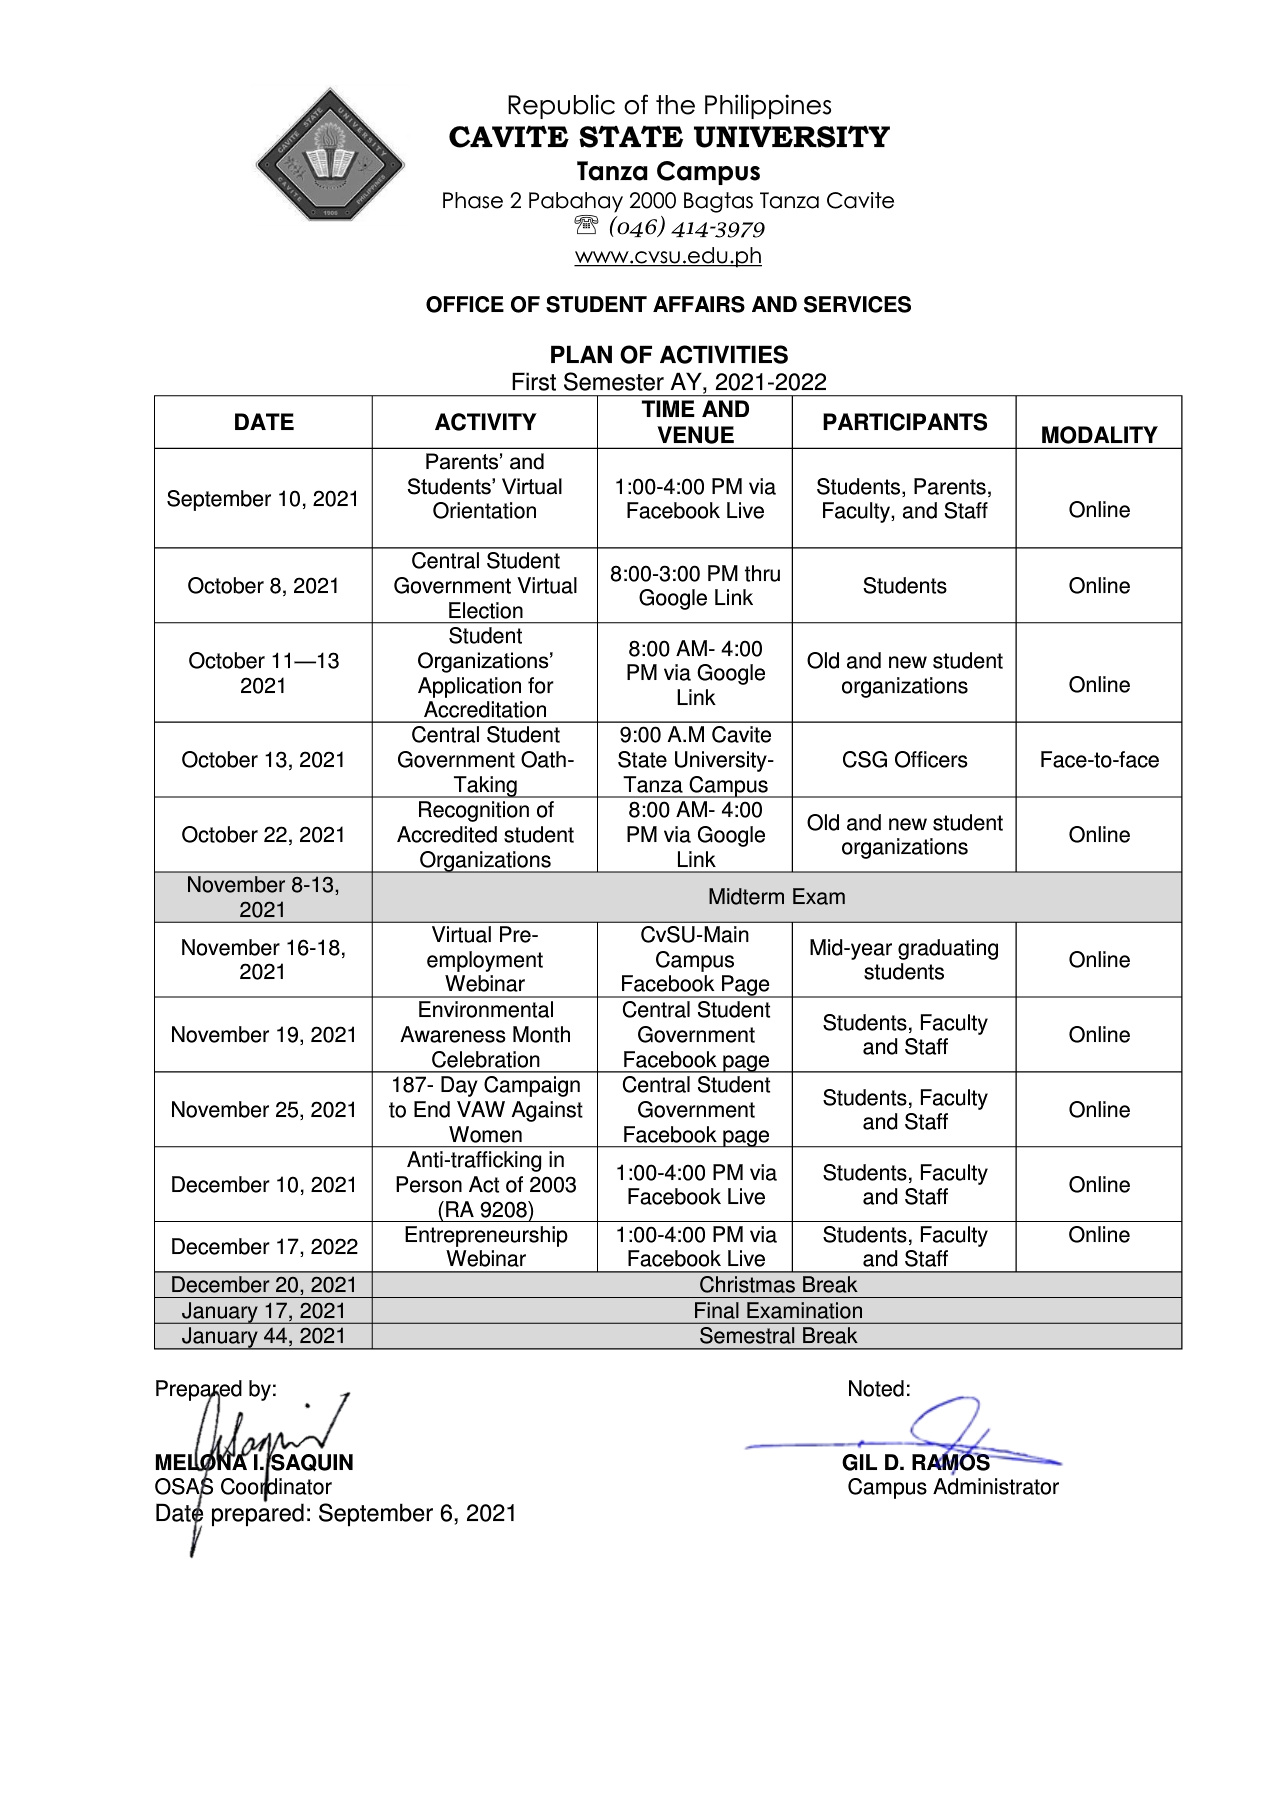 Republic of the Philippines
CAVITE STATE UNIVERSITY
Tanza Campus
Phase 2 Pabahay 2000 Bagtas Tanza Cavite
☏ (046) 414-3979
www.cvsu.edu.ph
CAVITE STATE UNIVERSITY
CAVITE PHILIPPINES
1906
OFFICE OF STUDENT AFFAIRS AND SERVICES
PLAN OF ACTIVITIES
First Semester AY, 2021-2022
DATE
ACTIVITY
TIME AND
VENUE
PARTICIPANTS
MODALITY
September 10, 2021
Parents’ and
Students’ Virtual
Orientation
1:00-4:00 PM via
Facebook Live
Students, Parents,
Faculty, and Staff
Online
October 8, 2021
Central Student
Government Virtual
Election
8:00-3:00 PM thru
Google Link
Students
Online
October 11—13
2021
Student
Organizations’
Application for
Accreditation
8:00 AM- 4:00
PM via Google
Link
Old and new student
organizations
Online
October 13, 2021
Central Student
Government Oath-
Taking
9:00 A.M Cavite
State University-
Tanza Campus
CSG Officers
Face-to-face
October 22, 2021
Recognition of
Accredited student
Organizations
8:00 AM- 4:00
PM via Google
Link
Old and new student
organizations
Online
November 8-13,
2021
Midterm Exam
November 16-18,
2021
Virtual Pre-
employment
Webinar
CvSU-Main
Campus
Facebook Page
Mid-year graduating
students
Online
November 19, 2021
Environmental
Awareness Month
Celebration
Central Student
Government
Facebook page
Students, Faculty
and Staff
Online
November 25, 2021
187- Day Campaign
to End VAW Against
Women
Central Student
Government
Facebook page
Students, Faculty
and Staff
Online
December 10, 2021
Anti-trafficking in
Person Act of 2003
(RA 9208)
1:00-4:00 PM via
Facebook Live
Students, Faculty
and Staff
Online
December 17, 2022
Entrepreneurship
Webinar
1:00-4:00 PM via
Facebook Live
Students, Faculty
and Staff
Online
December 20, 2021
Christmas Break
January 17, 2021
Final Examination
January 44, 2021
Semestral Break
Prepared by:
Noted:
MELONA I. SAQUIN
GIL D. RAMOS
OSAS Coordinator
Campus Administrator
Date prepared: September 6, 2021